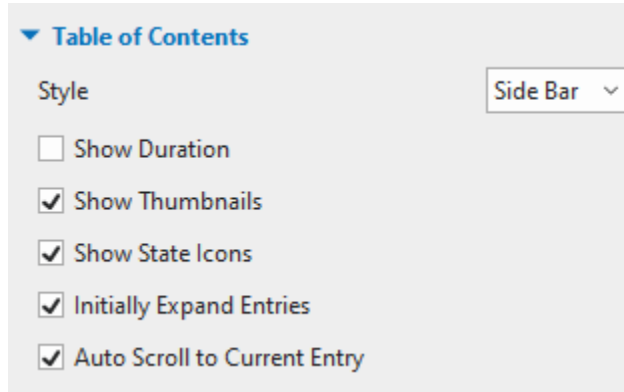 Table of Contents
Style Side Bar
Show Duration
Show Thumbnails
Show State Icons
Initially Expand Entries
Auto Scroll to Current Entry